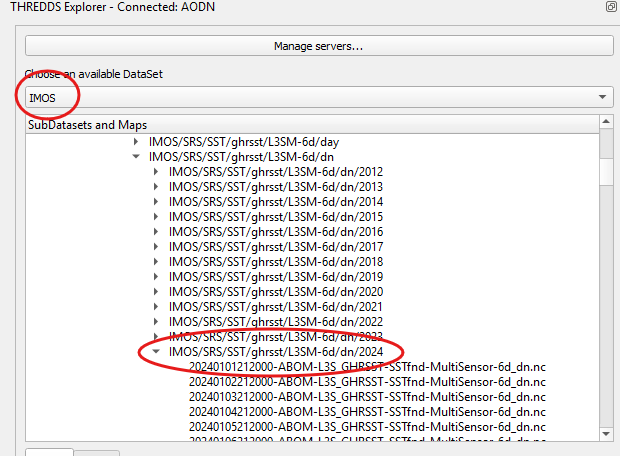 THREDDS Explorer - Connected: AODN
Manage servers...
Choose an available DataSet
IMOS
SubDatasets and Maps
IMOS/SRS/SST/ghrsst/L3SM-6d/day
IMOS/SRS/SST/ghrsst/L3SM-6d/dn
IMOS/SRS/SST/ghrsst/L3SM-6d/dn/2012
IMOS/SRS/SST/ghrsst/L3SM-6d/dn/2013
IMOS/SRS/SST/ghrsst/L3SM-6d/dn/2014
IMOS/SRS/SST/ghrsst/L3SM-6d/dn/2015
IMOS/SRS/SST/ghrsst/L3SM-6d/dn/2016
IMOS/SRS/SST/ghrsst/L3SM-6d/dn/2017
IMOS/SRS/SST/ghrsst/L3SM-6d/dn/2018
IMOS/SRS/SST/ghrsst/L3SM-6d/dn/2019
IMOS/SRS/SST/ghrsst/L3SM-6d/dn/2020
IMOS/SRS/SST/ghrsst/L3SM-6d/dn/2021
IMOS/SRS/SST/ghrsst/L3SM-6d/dn/2022
IMOS/SRS/SST/ghrsst/L3SM-6d/dn/2023
IMOS/SRS/SST/ghrsst/L3SM-6d/dn/2024
20240101212000-ABOM-L3S_GHRSST-SSTfnd-MultiSensor-6d_dn.nc
20240102212000-ABOM-L3S_GHRSST-SSTfnd-MultiSensor-6d_dn.nc
20240103212000-ABOM-L3S_GHRSST-SSTfnd-MultiSensor-6d_dn.nc
20240104212000-ABOM-L3S_GHRSST-SSTfnd-MultiSensor-6d_dn.nc
20240105212000-ABOM-L3S_GHRSST-SSTfnd-MultiSensor-6d_dn.nc
20240106212000-ABOM-L3S_GHRSST-SSTfnd-MultiSensor-6d_dn.nc